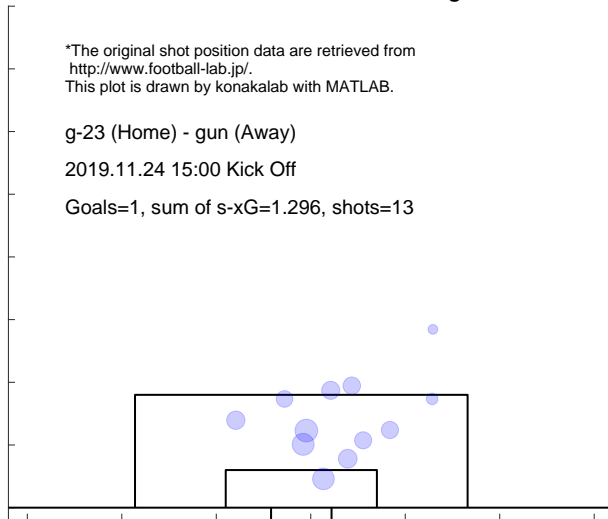 *The original shot position data are retrieved from
http://www.football-lab.jp/.
This plot is drawn by konakalab with MATLAB.
g-23 (Home) - gun (Away)
2019.11.24 15:00 Kick Off
Goals=1, sum of s-xG=1.296, shots=13